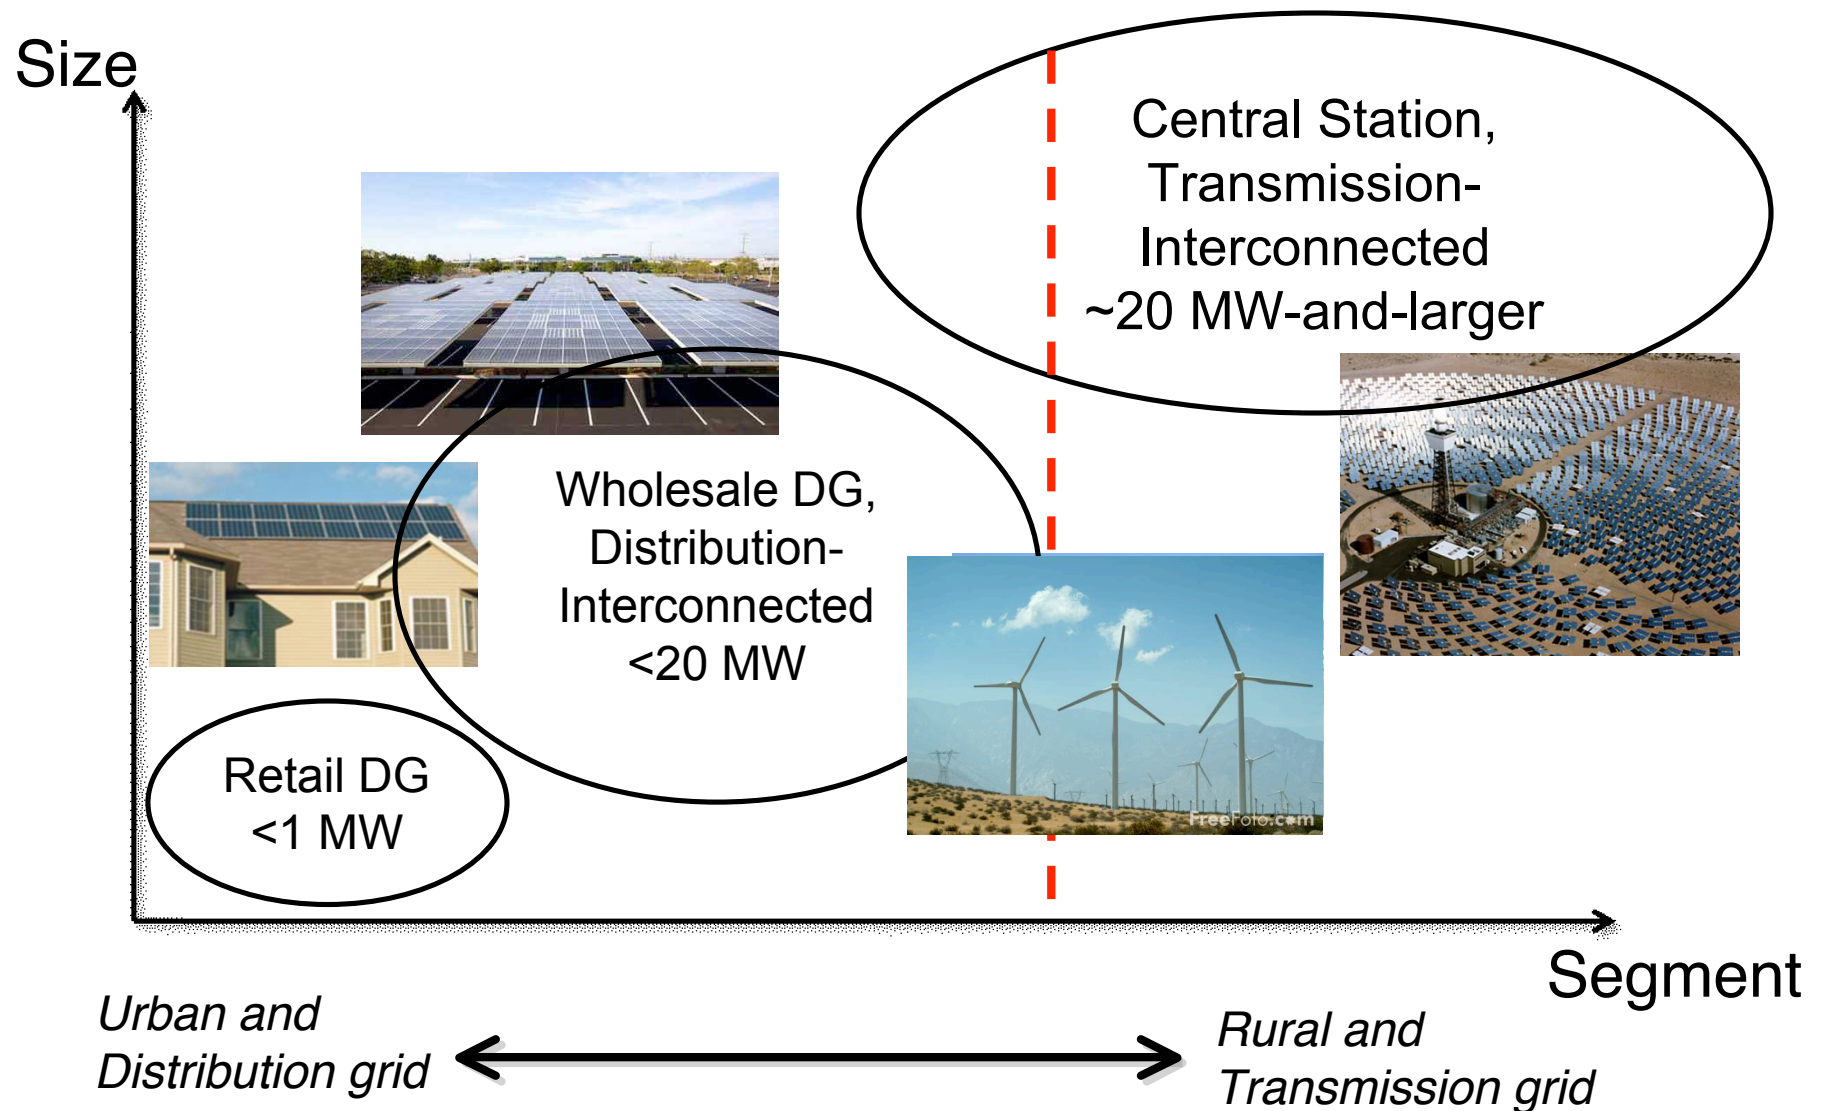 Size
Central Station,
Transmission-
Interconnected
~20 MW-and-larger
Wholesale DG,
Distribution-
Interconnected
<20 MW
Retail DG
<1 MW
FreeFoto.com
Segment
Urban and
Distribution grid
Rural and
Transmission grid